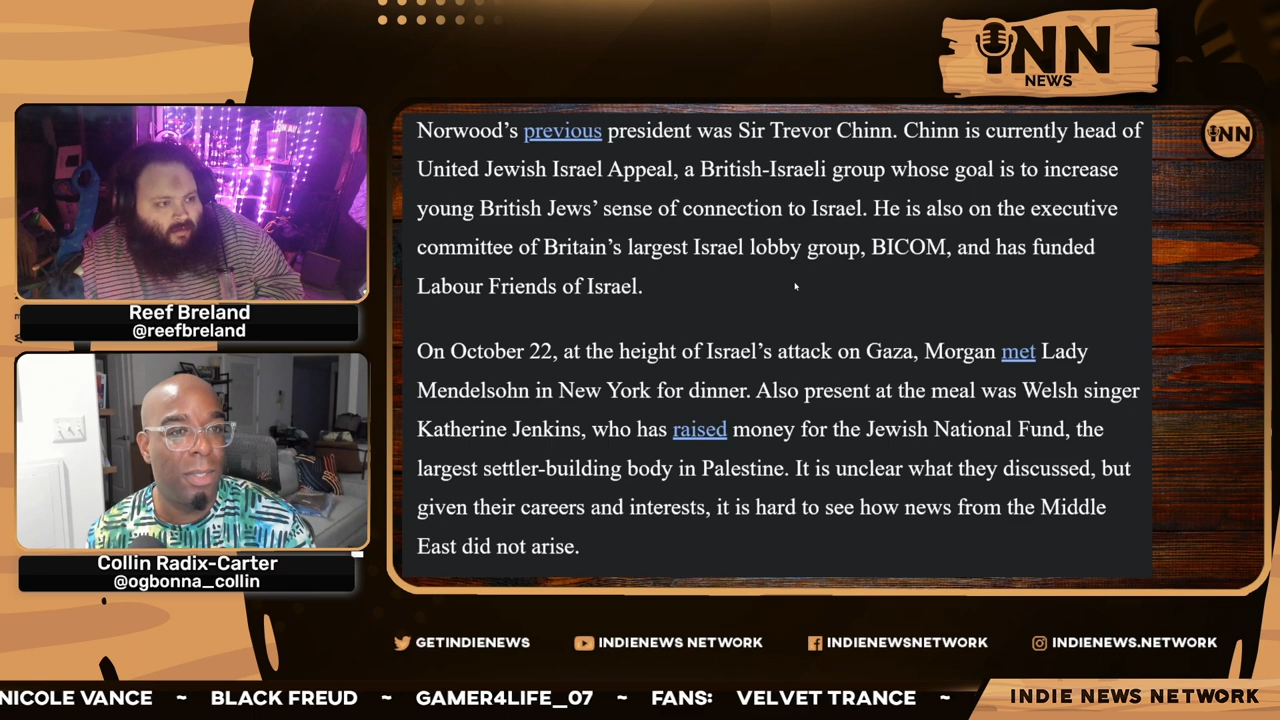 INN
NEWS
INN
Norwood's previous president was Sir Trevor Chinn. Chinn is currently head of
United Jewish Israel Appeal, a British-Israeli group whose goal is to increase
young British Jews' sense of connection to Israel. He is also on the executive
committee of Britain's largest Israel lobby group, BICOM, and has funded
Labour Friends of Israel.
On October 22, at the height of Israel's attack on Gaza, Morgan met Lady
Mendelsohn in New York for dinner. Also present at the meal was Welsh singer
Katherine Jenkins, who has raised money for the Jewish National Fund, the
largest settler-building body in Palestine. It is unclear what they discussed, but
given their careers and interests, it is hard to see how news from the Middle
East did not arise.
Reef Breland
@reefbreland
Collin Radix-Carter
@ogbonna_collin
GETINDIENEWS
INDIENEWS NETWORK
INDIENEWSNETWORK
INDIENEWS.NETWORK
NICOLE VANCE ~ BLACK FREUD ~ GAMER4LIFE_07 ~ FANS: VELVET TRANCE ~
INDIE NEWS NETWORK